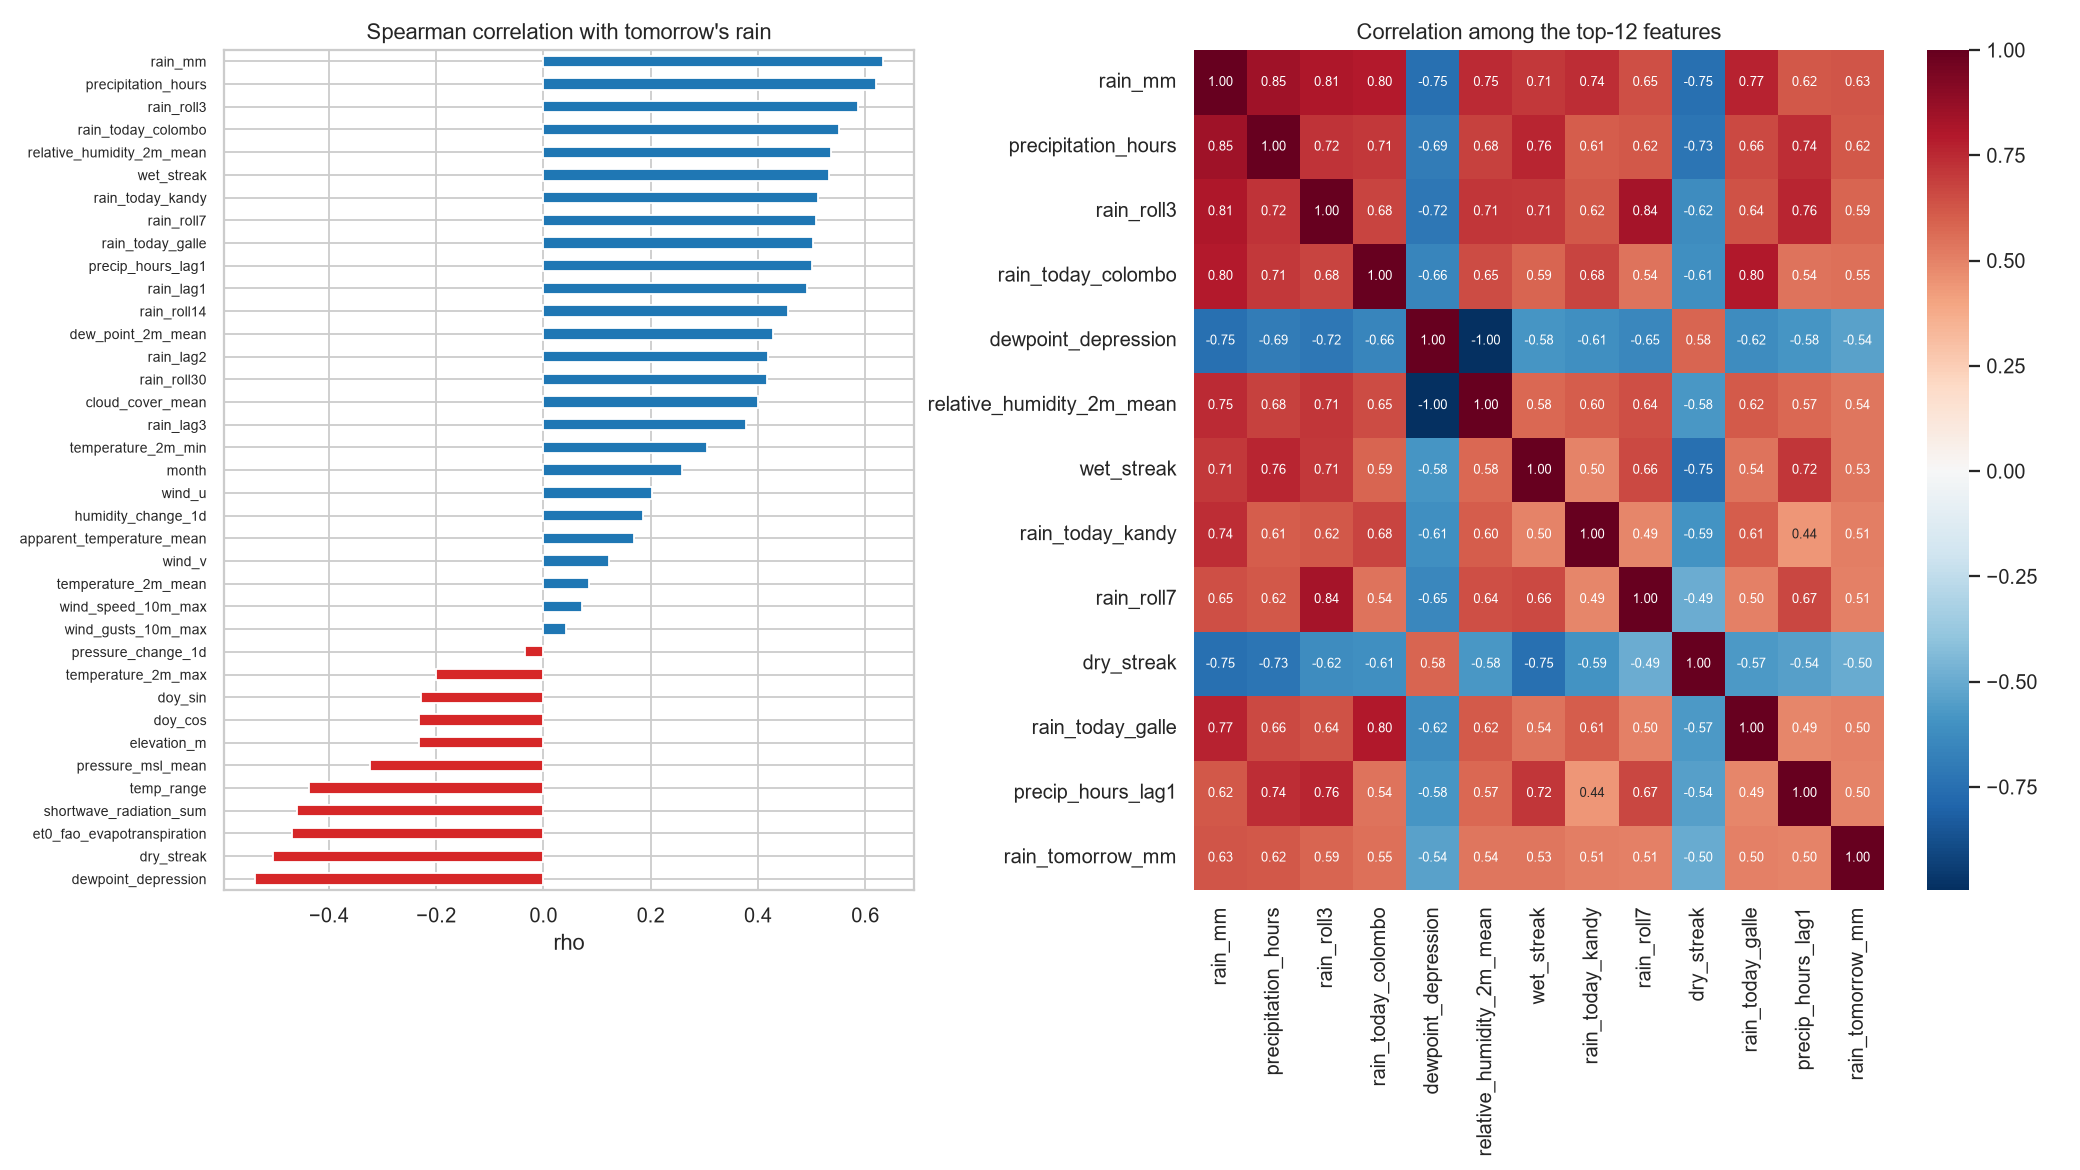 Spearman correlation with tomorrow's rain
rain_mm
precipitation_hours
rain_roll3
rain_today_colombo
relative_humidity_2m_mean
wet_streak
rain_today_kandy
rain_roll7
rain_today_galle
precip_hours_lag1
rain_lag1
rain_roll14
dew_point_2m_mean
rain_lag2
rain_roll30
cloud_cover_mean
rain_lag3
temperature_2m_min
month
wind_u
humidity_change_1d
apparent_temperature_mean
wind_v
temperature_2m_mean
wind_speed_10m_max
wind_gusts_10m_max
pressure_change_1d
temperature_2m_max
doy_sin
doy_cos
elevation_m
pressure_msl_mean
temp_range
shortwave_radiation_sum
et0_fao_evapotranspiration
dry_streak
dewpoint_depression
−0.4 −0.2 0.0 0.2 0.4 0.6
rho
Correlation among the top-12 features
rain_mm 1.00 0.85 0.81 0.80 -0.75 0.75 0.71 0.74 0.65 -0.75 0.77 0.62 0.63
precipitation_hours 0.85 1.00 0.72 0.71 -0.69 0.68 0.76 0.61 0.62 -0.73 0.66 0.74 0.62
rain_roll3 0.81 0.72 1.00 0.68 -0.72 0.71 0.71 0.62 0.84 -0.62 0.64 0.76 0.59
rain_today_colombo 0.80 0.71 0.68 1.00 -0.66 0.65 0.59 0.68 0.54 -0.61 0.80 0.54 0.55
dewpoint_depression -0.75 -0.69 -0.72 -0.66 1.00 -1.00 -0.58 -0.61 -0.65 0.58 -0.62 -0.58 -0.54
relative_humidity_2m_mean 0.75 0.68 0.71 0.65 -1.00 1.00 0.58 0.60 0.64 -0.58 0.62 0.57 0.54
wet_streak 0.71 0.76 0.71 0.59 -0.58 0.58 1.00 0.50 0.66 -0.75 0.54 0.72 0.53
rain_today_kandy 0.74 0.61 0.62 0.68 -0.61 0.60 0.50 1.00 0.49 -0.59 0.61 0.44 0.51
rain_roll7 0.65 0.62 0.84 0.54 -0.65 0.64 0.66 0.49 1.00 -0.49 0.50 0.67 0.51
dry_streak -0.75 -0.73 -0.62 -0.61 0.58 -0.58 -0.75 -0.59 -0.49 1.00 -0.57 -0.54 -0.50
rain_today_galle 0.77 0.66 0.64 0.80 -0.62 0.62 0.54 0.61 0.50 -0.57 1.00 0.49 0.50
precip_hours_lag1 0.62 0.74 0.76 0.54 -0.58 0.57 0.72 0.44 0.67 -0.54 0.49 1.00 0.50
rain_tomorrow_mm 0.63 0.62 0.59 0.55 -0.54 0.54 0.53 0.51 0.51 -0.50 0.50 0.50 1.00
rain_mm
precipitation_hours
rain_roll3
rain_today_colombo
dewpoint_depression
relative_humidity_2m_mean
wet_streak
rain_today_kandy
rain_roll7
dry_streak
rain_today_galle
precip_hours_lag1
rain_tomorrow_mm
1.00
0.75
0.50
0.25
0.00
−0.25
−0.50
−0.75